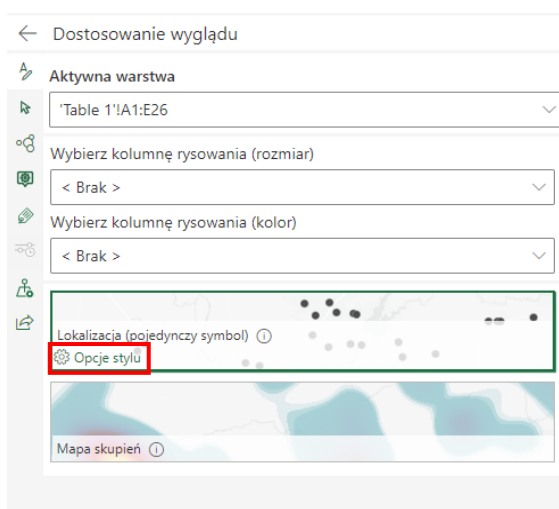 Dostosowanie wyglądu
Aktywna warstwa
'Table 1'!A1:E26
Wybierz kolumnę rysowania (rozmiar)
< Brak >
Wybierz kolumnę rysowania (kolor)
< Brak >
Lokalizacja (pojedynczy symbol)
Opcje stylu
Mapa skupień